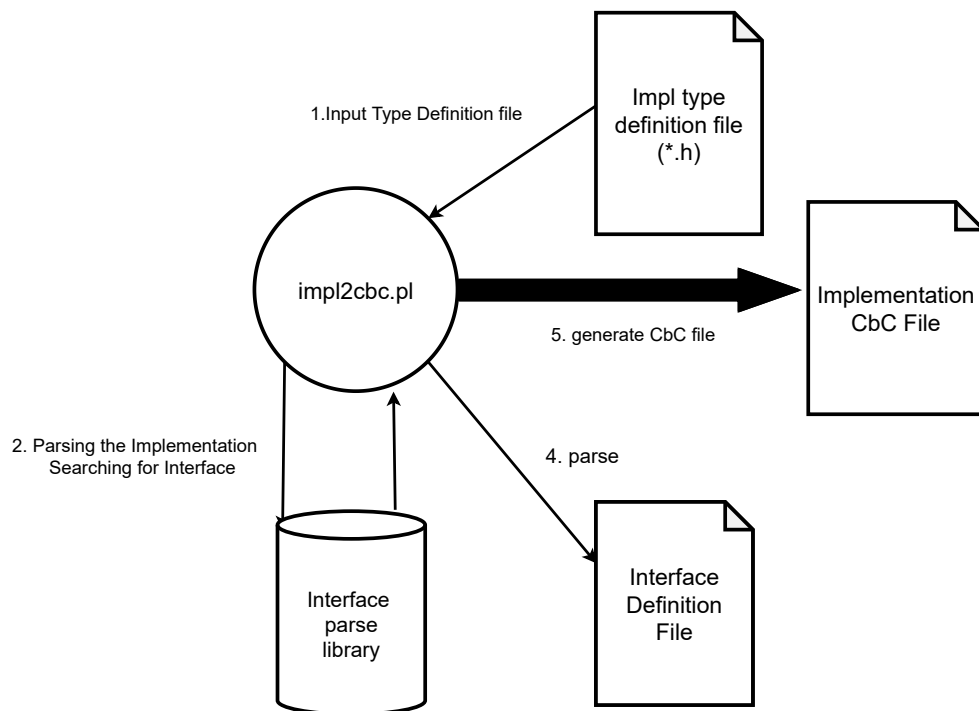 1.Input Type Definition file
Impl type
definition file
(*.h)
impl2cbc.pl
5. generate CbC file
Implementation
CbC File
2. Parsing the Implementation
Searching for Interface
4. parse
Interface
parse
library
Interface
Definition
File